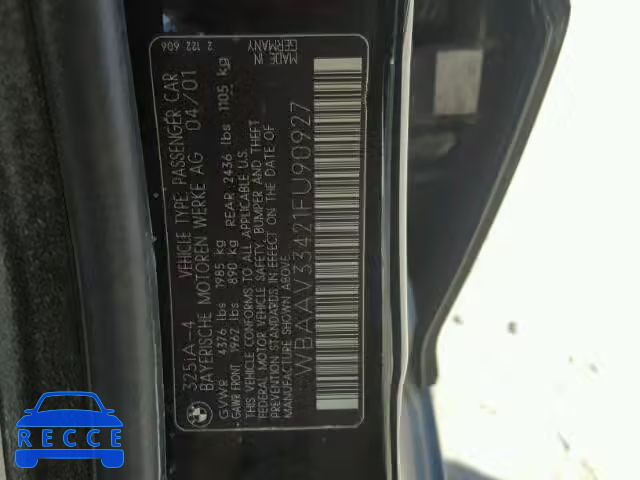 325iA-4 VEHICLE TYPE PASSENGER CAR
BAYERISCHE MOTOREN WERKE AG 04/01
GVWR 4376 lbs 1985 kg
GAWR FRONT 1962 lbs 890 kg REAR 2436 lbs 1105 kg
THIS VEHICLE CONFORMS TO ALL APPLICABLE U.S.
FEDERAL MOTOR VEHICLE SAFETY, BUMPER AND THEFT
PREVENTION STANDARDS IN EFFECT ON THE DATE OF
MANUFACTURE SHOWN ABOVE
WBAAV33421FU90927
2 122 606
MADE IN
GERMANY
BMW
RECCE